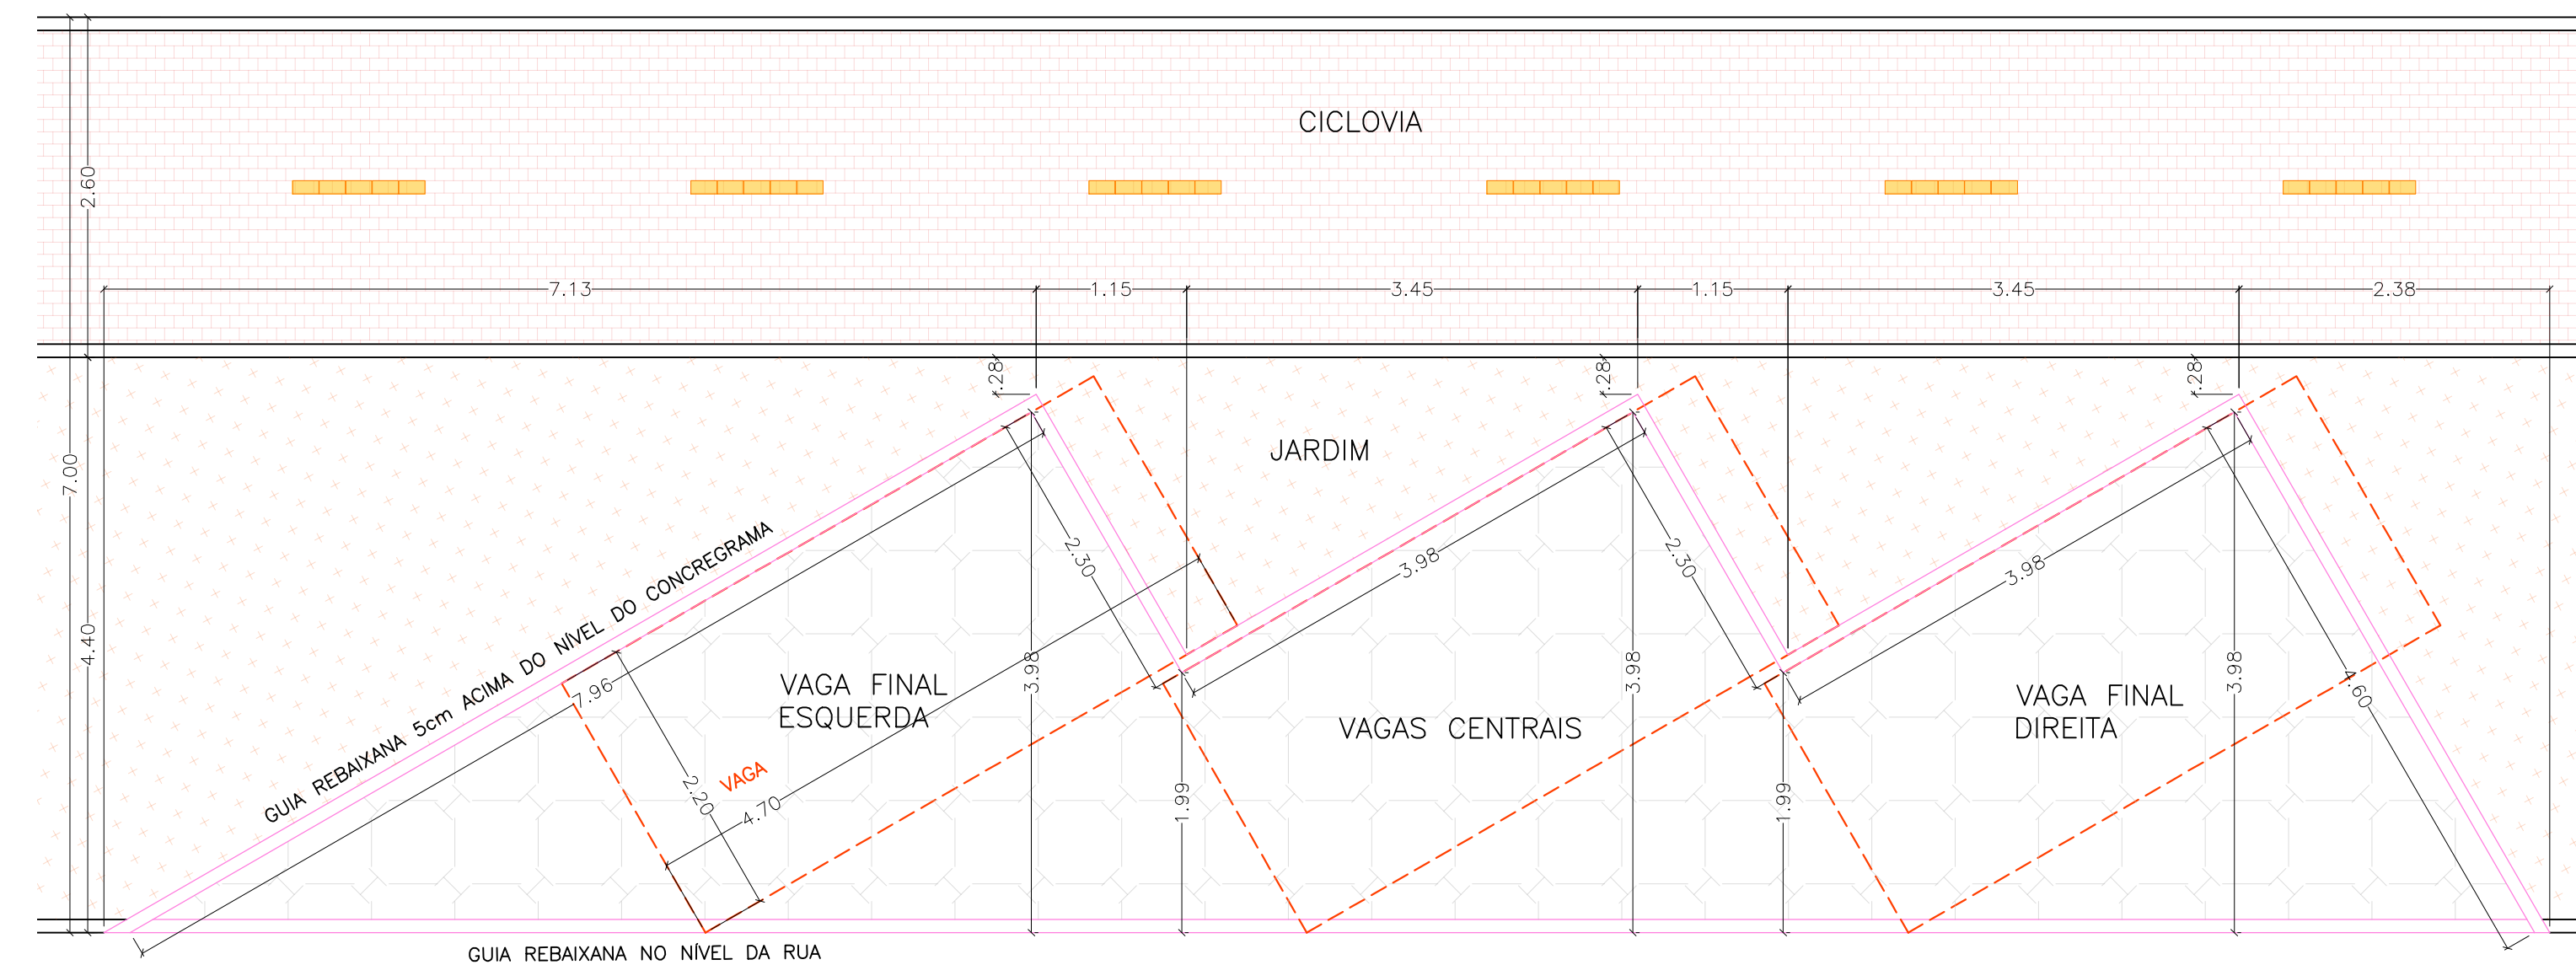 CICLOVIA
2.60
7.13
1.15
3.45
1.15
3.45
2.38
.28
.28
.28
7.00
4.40
JARDIM
GUIA REBAIXANA 5cm ACIMA DO NÍVEL DO CONCREGRAMA
7.96
2.30
3.98
2.30
3.98
3.98
3.98
3.98
4.60
VAGA FINAL
ESQUERDA
VAGAS CENTRAIS
VAGA FINAL
DIREITA
VAGA
2.20
4.70
1.99
1.99
GUIA REBAIXANA NO NÍVEL DA RUA